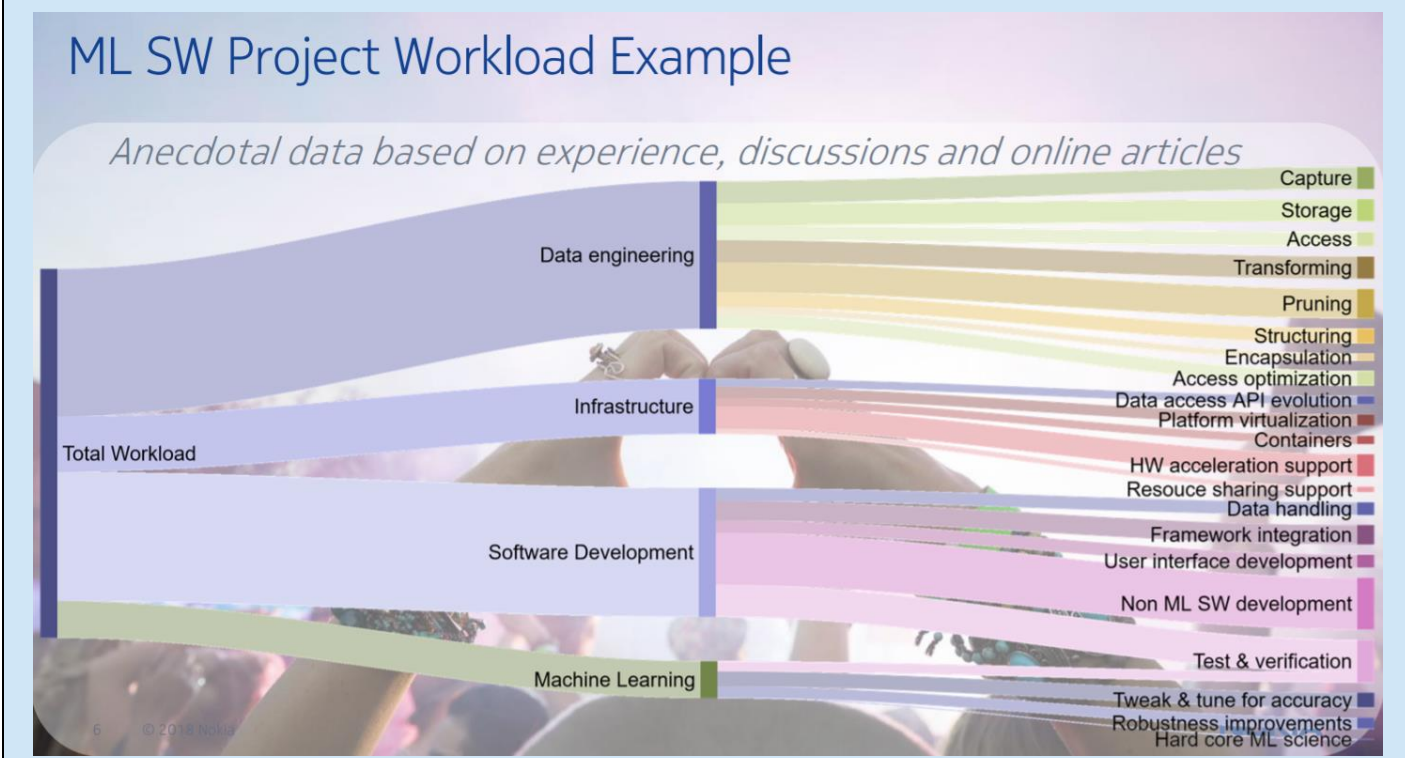 ML SW Project Workload Example
Anecdotal data based on experience, discussions and online articles
Capture
Storage
Access
Transforming
Pruning
Structuring
Encapsulation
Access optimization
Data access API evolution
Platform virtualization
Containers
HW acceleration support
Resouce sharing support
Data handling
Framework integration
User interface development
Non ML SW development
Test & verification
Tweak & tune for accuracy
Robustness improvements
Hard core ML science
Data engineering
Infrastructure
Total Workload
Software Development
Machine Learning
6 © 2018 Nokia